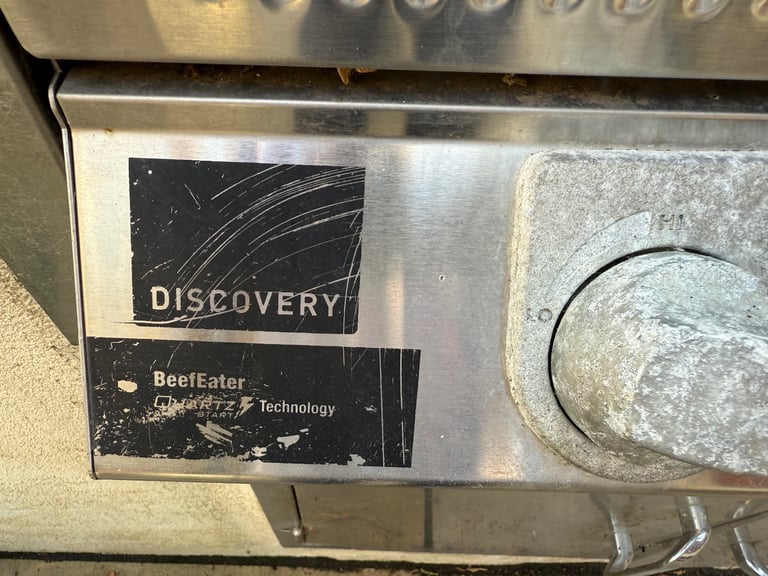 HI
LO
DISCOVERY
BeefEater
QUARTZ Technology
START